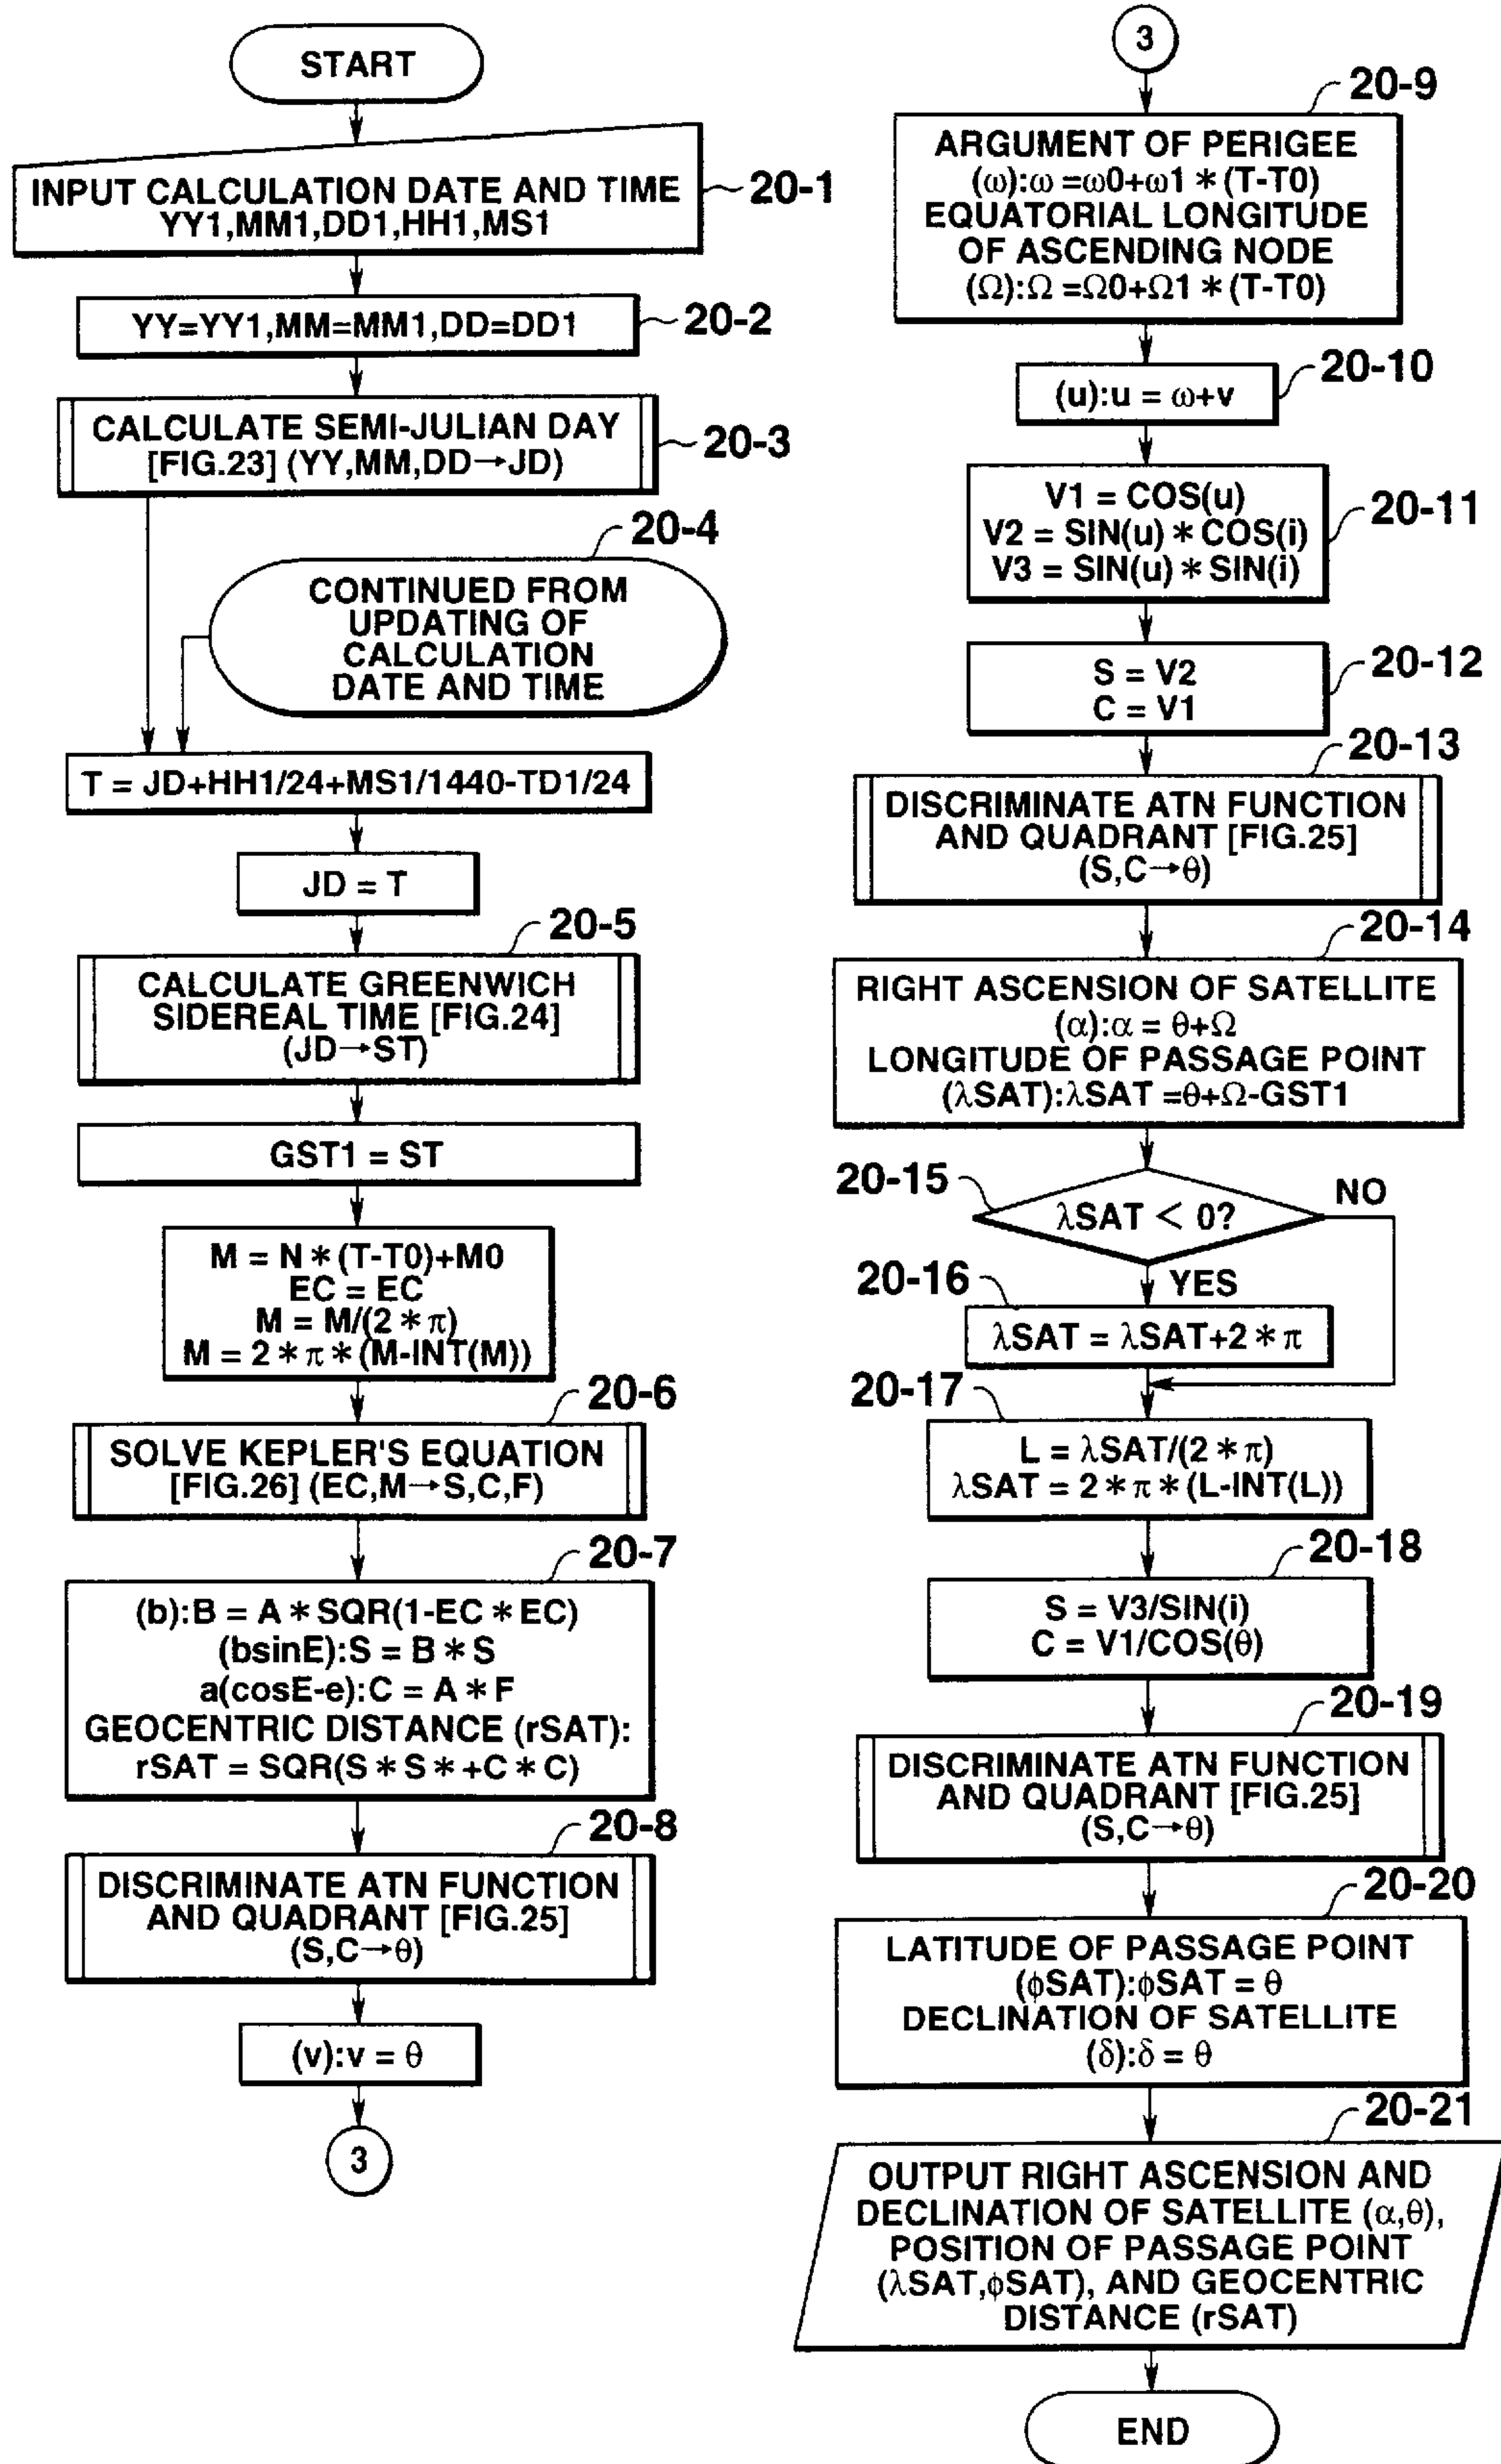 START
INPUT CALCULATION DATE AND TIME
YY1,MM1,DD1,HH1,MS1
20-1
YY=YY1,MM=MM1,DD=DD1
20-2
CALCULATE SEMI-JULIAN DAY
[FIG.23] (YY,MM,DD→JD)
20-3
20-4
CONTINUED FROM
UPDATING OF
CALCULATION
DATE AND TIME
T = JD+HH1/24+MS1/1440-TD1/24
JD = T
20-5
CALCULATE GREENWICH
SIDEREAL TIME [FIG.24]
(JD→ST)
GST1 = ST
M = N*(T-T0)+M0
EC = EC
M = M/(2*π)
M = 2*π*(M-INT(M))
20-6
SOLVE KEPLER'S EQUATION
[FIG.26] (EC,M→S,C,F)
20-7
(b):B = A*SQR(1-EC*EC)
(bsinE):S = B*S
a(cosE-e):C = A*F
GEOCENTRIC DISTANCE (rSAT):
rSAT = SQR(S*S*+C*C)
20-8
DISCRIMINATE ATN FUNCTION
AND QUADRANT [FIG.25]
(S,C→θ)
(v):v = θ
3
3
20-9
ARGUMENT OF PERIGEE
(ω):ω =ω0+ω1*(T-T0)
EQUATORIAL LONGITUDE
OF ASCENDING NODE
(Ω):Ω =Ω0+Ω1*(T-T0)
20-10
(u):u = ω+v
20-11
V1 = COS(u)
V2 = SIN(u)*COS(i)
V3 = SIN(u)*SIN(i)
20-12
S = V2
C = V1
20-13
DISCRIMINATE ATN FUNCTION
AND QUADRANT [FIG.25]
(S,C→θ)
20-14
RIGHT ASCENSION OF SATELLITE
(α):α = θ+Ω
LONGITUDE OF PASSAGE POINT
(λSAT):λSAT =θ+Ω-GST1
20-15
λSAT < 0?
NO
YES
20-16
λSAT = λSAT+2*π
20-17
L = λSAT/(2*π)
λSAT = 2*π*(L-INT(L))
20-18
S = V3/SIN(i)
C = V1/COS(θ)
20-19
DISCRIMINATE ATN FUNCTION
AND QUADRANT [FIG.25]
(S,C→θ)
20-20
LATITUDE OF PASSAGE POINT
(ϕSAT):ϕSAT = θ
DECLINATION OF SATELLITE
(δ):δ = θ
20-21
OUTPUT RIGHT ASCENSION AND
DECLINATION OF SATELLITE (α,θ),
POSITION OF PASSAGE POINT
(λSAT,ϕSAT), AND GEOCENTRIC
DISTANCE (rSAT)
END